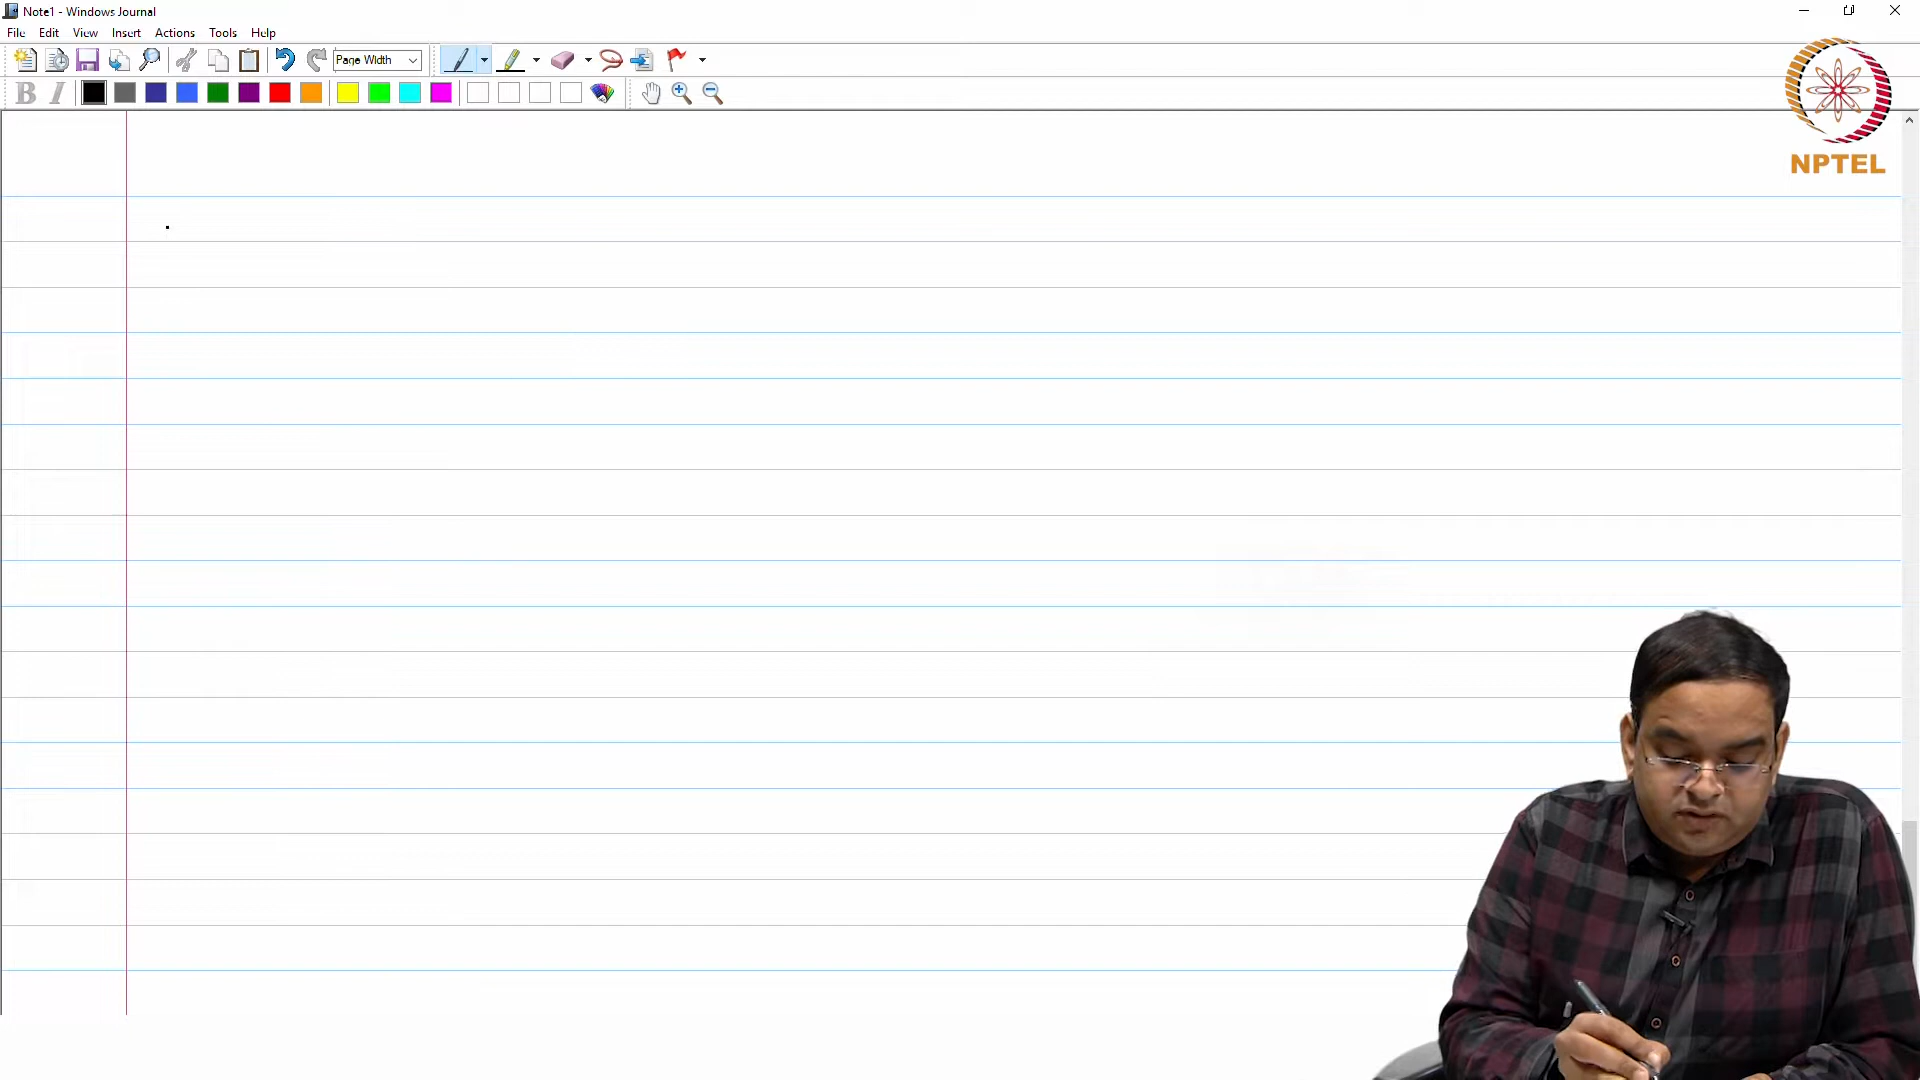 Note1 - Windows Journal
File Edit View Insert Actions Tools Help
Page Width
B I
NPTEL